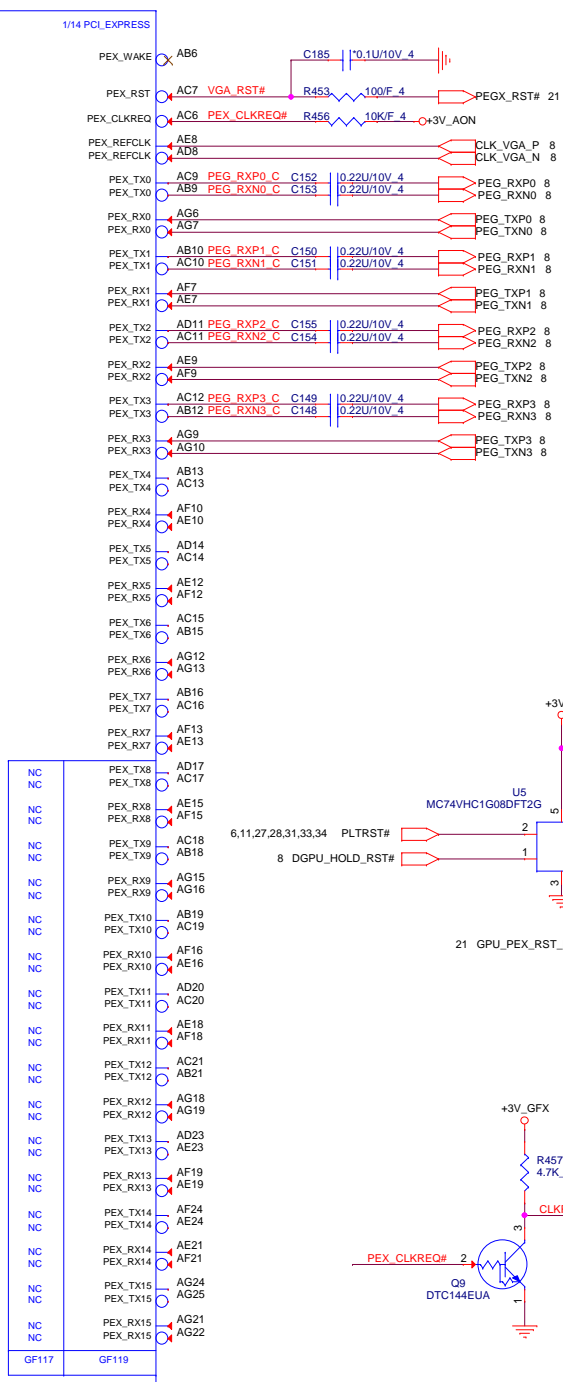 1/14 PCI_EXPRESS
C185 *0.1U/10V_4
PEX_WAKE AB6
PEX_RST AC7 VGA_RST# R453 100/F_4 PEGX_RST# 21
PEX_CLKREQ AC6 PEX_CLKREQ# R456 10K/F_4 +3V_AON
PEX_REFCLK AE8 CLK_VGA_P 8
PEX_REFCLK AD8 CLK_VGA_N 8
PEX_TX0 AC9 PEG_RXP0_C C152 0.22U/10V_4 PEG_RXP0 8
PEX_TX0 AB9 PEG_RXN0_C C153 0.22U/10V_4 PEG_RXN0 8
PEX_RX0 AG6 PEG_TXP0 8
PEX_RX0 AG7 PEG_TXN0 8
PEX_TX1 AB10 PEG_RXP1_C C150 0.22U/10V_4 PEG_RXP1 8
PEX_TX1 AC10 PEG_RXN1_C C151 0.22U/10V_4 PEG_RXN1 8
PEX_RX1 AF7 PEG_TXP1 8
PEX_RX1 AE7 PEG_TXN1 8
PEX_TX2 AD11 PEG_RXP2_C C155 0.22U/10V_4 PEG_RXP2 8
PEX_TX2 AC11 PEG_RXN2_C C154 0.22U/10V_4 PEG_RXN2 8
PEX_RX2 AE9 PEG_TXP2 8
PEX_RX2 AF9 PEG_TXN2 8
PEX_TX3 AC12 PEG_RXP3_C C149 0.22U/10V_4 PEG_RXP3 8
PEX_TX3 AB12 PEG_RXN3_C C148 0.22U/10V_4 PEG_RXN3 8
PEX_RX3 AG9 PEG_TXP3 8
PEX_RX3 AG10 PEG_TXN3 8
PEX_TX4 AB13
PEX_TX4 AC13
PEX_RX4 AF10
PEX_RX4 AE10
PEX_TX5 AD14
PEX_TX5 AC14
PEX_RX5 AE12
PEX_RX5 AF12
PEX_TX6 AC15
PEX_TX6 AB15
PEX_RX6 AG12
PEX_RX6 AG13
PEX_TX7 AB16
PEX_TX7 AC16
PEX_RX7 AF13
PEX_RX7 AE13
NC PEX_TX8 AD17
NC PEX_TX8 AC17
NC PEX_RX8 AE15
NC PEX_RX8 AF15
NC PEX_TX9 AC18
NC PEX_TX9 AB18
NC PEX_RX9 AG15
NC PEX_RX9 AG16
NC PEX_TX10 AB19
NC PEX_TX10 AC19
NC PEX_RX10 AF16
NC PEX_RX10 AE16
NC PEX_TX11 AD20
NC PEX_TX11 AC20
NC PEX_RX11 AE18
NC PEX_RX11 AF18
NC PEX_TX12 AC21
NC PEX_TX12 AB21
NC PEX_RX12 AG18
NC PEX_RX12 AG19
NC PEX_TX13 AD23
NC PEX_TX13 AE23
NC PEX_RX13 AF19
NC PEX_RX13 AE19
NC PEX_TX14 AF24
NC PEX_TX14 AE24
NC PEX_RX14 AE21
NC PEX_RX14 AF21
NC PEX_TX15 AG24
NC PEX_TX15 AG25
NC PEX_RX15 AG21
NC PEX_RX15 AG22
GF117 GF119
+3V
U5
MC74VHC1G08DFT2G
5
6,11,27,28,31,33,34 PLTRST# 2
8 DGPU_HOLD_RST# 1
3
21 GPU_PEX_RST_
+3V_GFX
R457
4.7K_
3
PEX_CLKREQ# 2
Q9
DTC144EUA
1